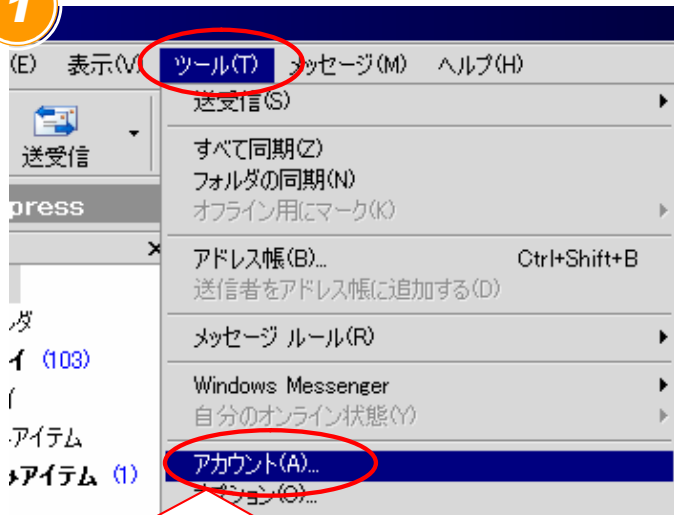 1
(E) 表示(V) ツール(T) メッセージ(M) ヘルプ(H)
送受信
press
ルダ
イ (103)
アイテム
みアイテム (1)
送受信(S)
すべて同期(Z)
フォルダの同期(N)
オフライン用にマーク(K)
アドレス帳(B)... Ctrl+Shift+B
送信者をアドレス帳に追加する(D)
メッセージ ルール(R)
Windows Messenger
自分のオンライン状態(Y)
アカウント(A)...
オプション(O)...